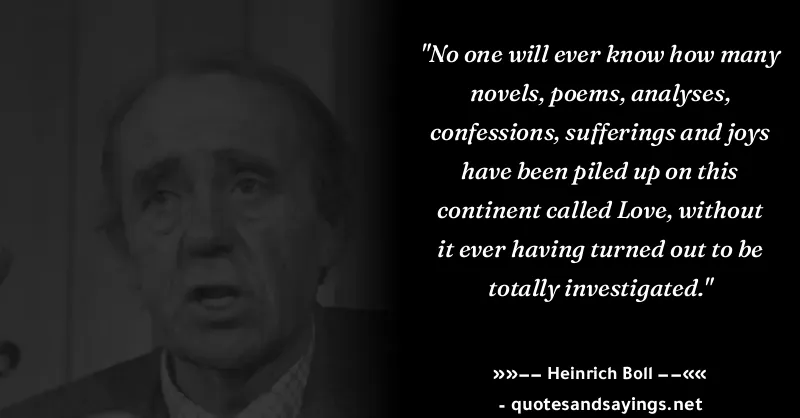 "No one will ever know how many
novels, poems, analyses,
confessions, sufferings and joys
have been piled up on this
continent called Love, without
it ever having turned out to be
totally investigated."
»»−− Heinrich Boll −−««
- quotesandsayings.net